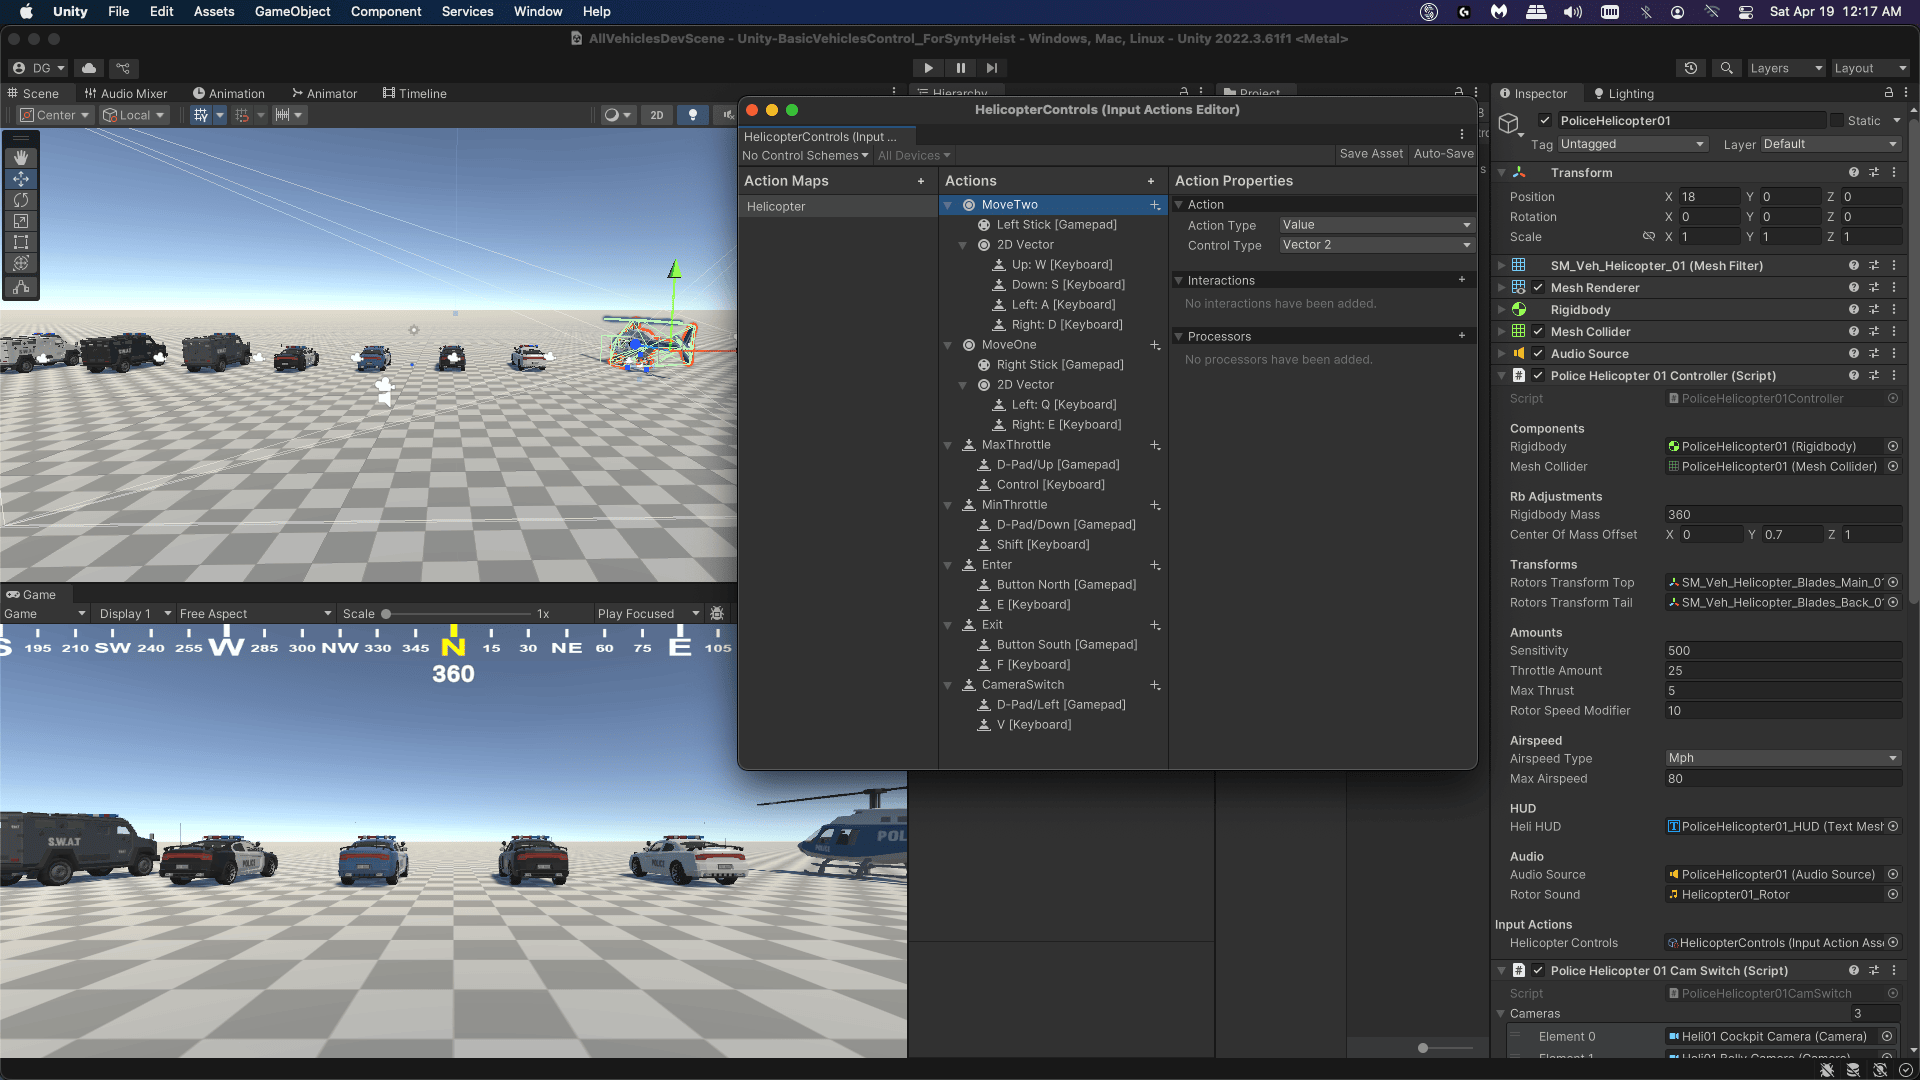 Unity File Edit Assets GameObject Component Services Window Help
Sat Apr 19 12:17 AM
AllVehiclesDevScene - Unity-BasicVehiclesControl_ForSyntyHeist - Windows, Mac, Linux - Unity 2022.3.61f1 <Metal>
DG
Layers Layout
Scene Audio Mixer Animation Animator Timeline
Hierarchy Project
Inspector Lighting
Center Local 2D
HelicopterControls (Input Actions Editor)
HelicopterControls (Input ...
No Control Schemes All Devices Save Asset Auto-Save
Action Maps
Helicopter
Actions
MoveTwo
Left Stick [Gamepad]
2D Vector
Up: W [Keyboard]
Down: S [Keyboard]
Left: A [Keyboard]
Right: D [Keyboard]
MoveOne
Right Stick [Gamepad]
2D Vector
Left: Q [Keyboard]
Right: E [Keyboard]
MaxThrottle
D-Pad/Up [Gamepad]
Control [Keyboard]
MinThrottle
D-Pad/Down [Gamepad]
Shift [Keyboard]
Enter
Button North [Gamepad]
E [Keyboard]
Exit
Button South [Gamepad]
F [Keyboard]
CameraSwitch
D-Pad/Left [Gamepad]
V [Keyboard]
Action Properties
Action
Action Type Value
Control Type Vector 2
Interactions
No interactions have been added.
Processors
No processors have been added.
PoliceHelicopter01 Static
Tag Untagged Layer Default
Transform
Position X 18 Y 0 Z 0
Rotation X 0 Y 0 Z 0
Scale X 1 Y 1 Z 1
SM_Veh_Helicopter_01 (Mesh Filter)
Mesh Renderer
Rigidbody
Mesh Collider
Audio Source
Police Helicopter 01 Controller (Script)
Script PoliceHelicopter01Controller
Components
Rigidbody PoliceHelicopter01 (Rigidbody)
Mesh Collider PoliceHelicopter01 (Mesh Collider)
Rb Adjustments
Rigidbody Mass 360
Center Of Mass Offset X 0 Y 0.7 Z 1
Transforms
Rotors Transform Top SM_Veh_Helicopter_Blades_Main_0
Rotors Transform Tail SM_Veh_Helicopter_Blades_Back_0
Amounts
Sensitivity 500
Throttle Amount 25
Max Thrust 5
Rotor Speed Modifier 10
Airspeed
Airspeed Type Mph
Max Airspeed 80
HUD
Heli HUD PoliceHelicopter01_HUD (Text Mesh
Audio
Audio Source PoliceHelicopter01 (Audio Source)
Rotor Sound Helicopter01_Rotor
Input Actions
Helicopter Controls HelicopterControls (Input Action Ass
Police Helicopter 01 Cam Switch (Script)
Script PoliceHelicopter01CamSwitch
Cameras 3
Element 0 Heli01 Cockpit Camera (Camera)
Element 1 Heli01 Belly Camera (Camera)
Game
Game Display 1 Free Aspect Scale 1x Play Focused
S 195 210 SW 240 255 W 285 300 NW 330 345 N 15 30 NE 60 75 E 105
360
S.W.A.T
POLICE
POLICE
POL